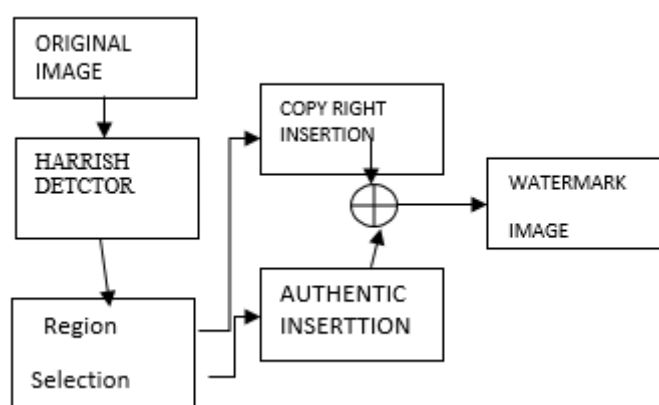 ORIGINAL
IMAGE
HARRISH
DETCTOR
Region
Selection
COPY RIGHT
INSERTION
AUTHENTIC
INSERTTION
WATERMARK
IMAGE